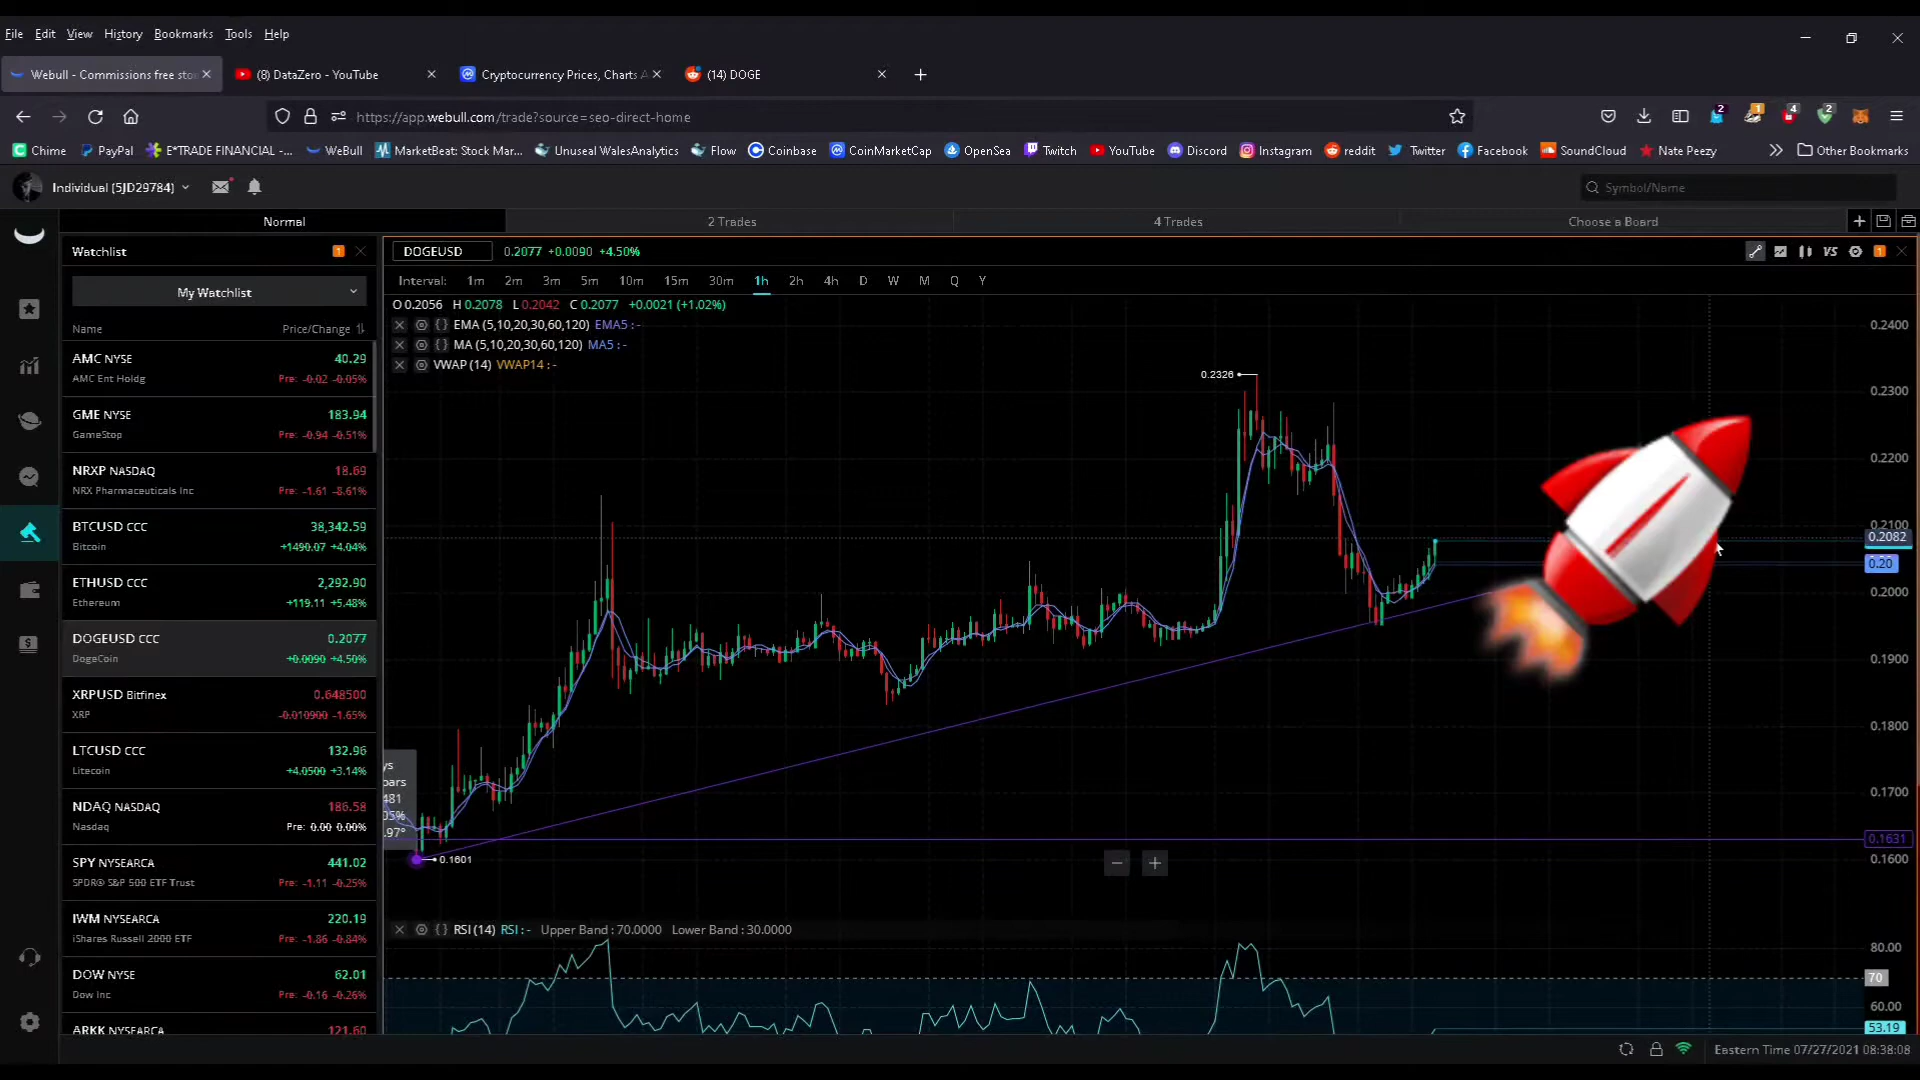 File Edit View History Bookmarks Tools Help
Webull - Commissions free sto
(8) DataZero - YouTube
Cryptocurrency Prices, Charts A
(14) DOGE
https://app.webull.com/trade?source=seo-direct-home
2 1 4 2
Chime PayPal E*TRADE FINANCIAL -... WeBull MarketBeat: Stock Mar... Unuseal WalesAnalytics Flow Coinbase CoinMarketCap OpenSea Twitch YouTube Discord Instagram reddit Twitter Facebook SoundCloud Nate Peezy Other Bookmarks
Individual (5JD29784)
Symbol/Name
Normal 2 Trades 4 Trades Choose a Board
Watchlist 1
My Watchlist
Name Price/Change
AMC NYSE 40.29
AMC Ent Holdg Pre: -0.02 -0.05%
GME NYSE 183.94
GameStop Pre: -0.94 -0.51%
NRXP NASDAQ 18.69
NRX Pharmaceuticals Inc Pre: -1.61 -8.61%
BTCUSD CCC 38,342.59
Bitcoin +1490.07 +4.04%
ETHUSD CCC 2,292.90
Ethereum +119.11 +5.48%
DOGEUSD CCC 0.2077
DogeCoin +0.0090 +4.50%
XRPUSD Bitfinex 0.648500
XRP -0.010900 -1.65%
LTCUSD CCC 132.96
Litecoin +4.0500 +3.14%
NDAQ NASDAQ 186.58
Nasdaq Pre: 0.00 0.00%
SPY NYSEARCA 441.02
SPDR® S&P 500 ETF Trust Pre: -1.11 -0.25%
IWM NYSEARCA 220.19
iShares Russell 2000 ETF Pre: -1.86 -0.84%
DOW NYSE 62.01
Dow Inc Pre: -0.16 -0.26%
ARKK NYSEARCA 121.60
DOGEUSD 0.2077 +0.0090 +4.50%
VS 1
Interval: 1m 2m 3m 5m 10m 15m 30m 1h 2h 4h D W M Q Y
O 0.2056 H 0.2078 L 0.2042 C 0.2077 +0.0021 (+1.02%)
EMA (5,10,20,30,60,120) EMA5 : -
MA (5,10,20,30,60,120) MA5 : -
VWAP (14) VWAP14 : -
0.2326
0.1601
ys
bars
481
05%
.97°
0.2400
0.2300
0.2200
0.2100
0.2082
0.20
0.2000
0.1900
0.1800
0.1700
0.1631
0.1600
RSI (14) RSI : - Upper Band : 70.0000 Lower Band : 30.0000
80.00
70
60.00
53.19
Eastern Time 07/27/2021 08:38:08